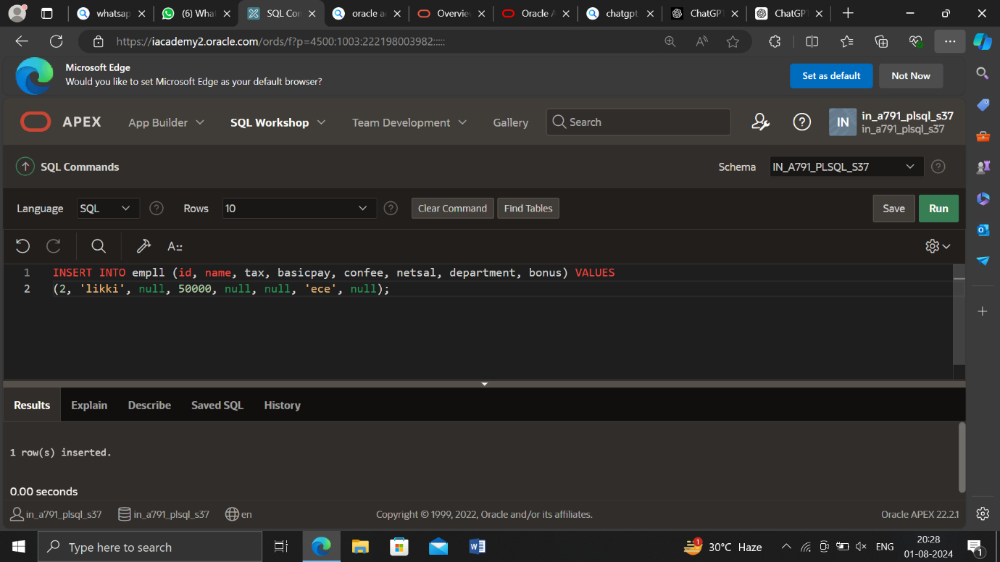 whatsap
(6) What
SQL Com
oracle ac
Overview
Oracle A
chatgpt
ChatGPT
ChatGPT
https://iacademy2.oracle.com/ords/f?p=4500:1003:222198003982:::::
Microsoft Edge
Would you like to set Microsoft Edge as your default browser?
Set as default
Not Now
APEX
App Builder
SQL Workshop
Team Development
Gallery
Search
IN
in_a791_plsql_s37
in_a791_plsql_s37
SQL Commands
Schema
IN_A791_PLSQL_S37
Language
SQL
Rows
10
Clear Command
Find Tables
Save
Run
A::
1 INSERT INTO empll (id, name, tax, basicpay, confee, netsal, department, bonus) VALUES
2 (2, 'likki', null, 50000, null, null, 'ece', null);
Results
Explain
Describe
Saved SQL
History
1 row(s) inserted.
0.00 seconds
in_a791_plsql_s37
in_a791_plsql_s37
en
Copyright © 1999, 2022, Oracle and/or its affiliates.
Oracle APEX 22.2.1
Type here to search
1
30°C Haze
ENG
20:28
01-08-2024
1